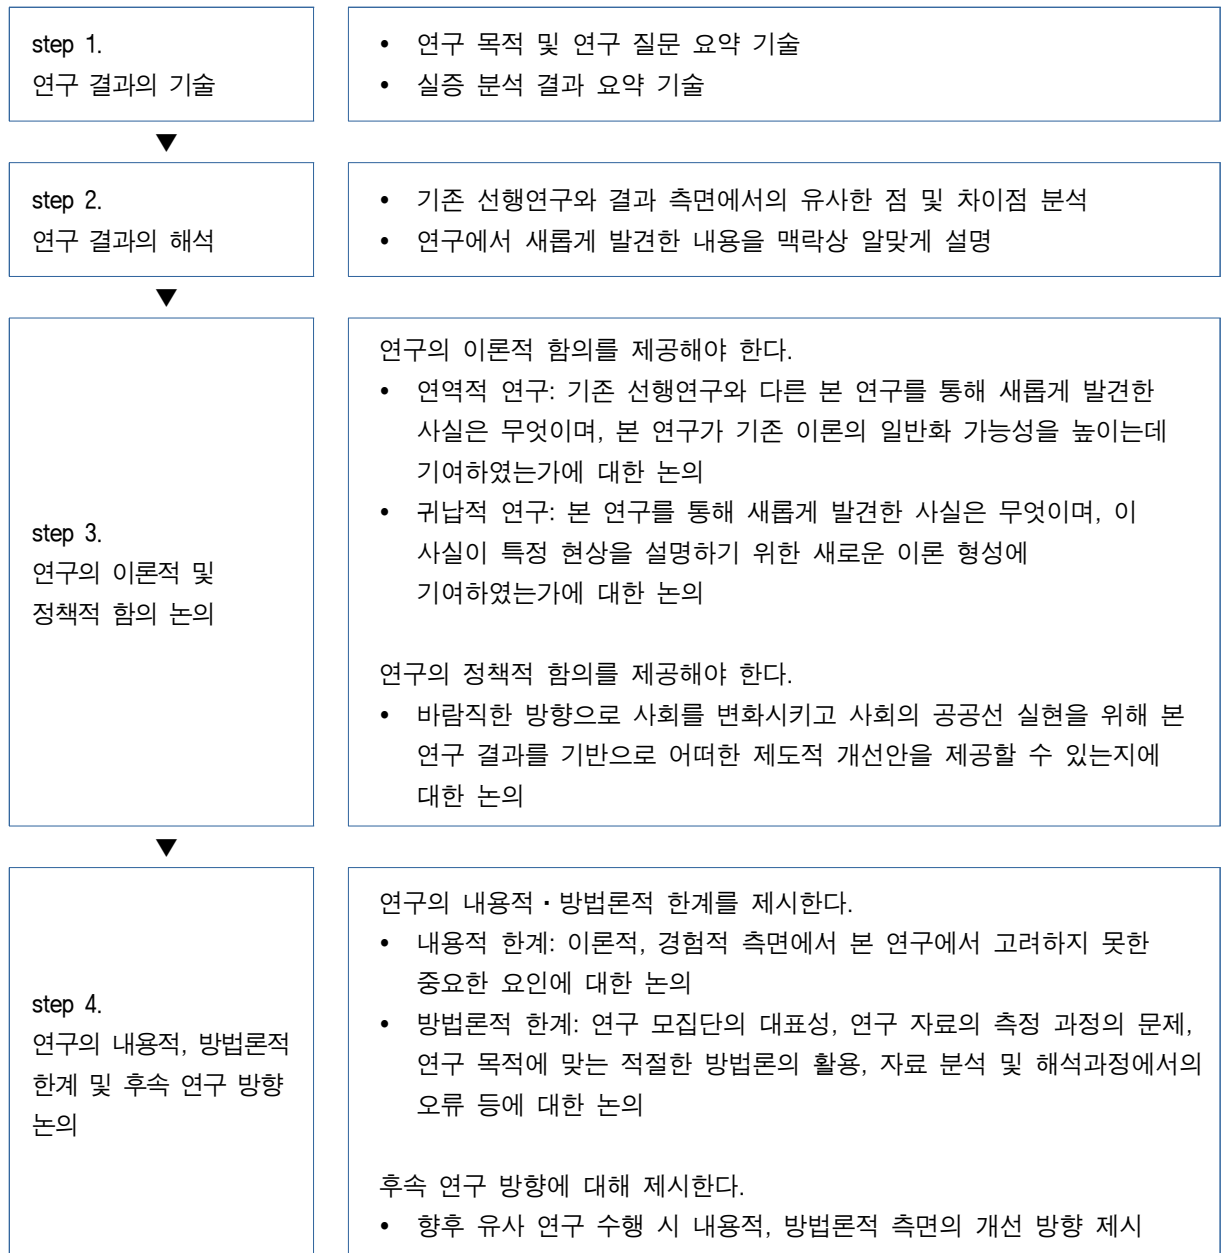 step 1.
연구 결과의 기술
• 연구 목적 및 연구 질문 요약 기술
• 실증 분석 결과 요약 기술
▼
step 2.
연구 결과의 해석
• 기존 선행연구와 결과 측면에서의 유사한 점 및 차이점 분석
• 연구에서 새롭게 발견한 내용을 맥락상 알맞게 설명
▼
step 3.
연구의 이론적 및
정책적 함의 논의
연구의 이론적 함의를 제공해야 한다.
• 연역적 연구: 기존 선행연구와 다른 본 연구를 통해 새롭게 발견한
사실은 무엇이며, 본 연구가 기존 이론의 일반화 가능성을 높이는데
기여하였는가에 대한 논의
• 귀납적 연구: 본 연구를 통해 새롭게 발견한 사실은 무엇이며, 이
사실이 특정 현상을 설명하기 위한 새로운 이론 형성에
기여하였는가에 대한 논의
연구의 정책적 함의를 제공해야 한다.
• 바람직한 방향으로 사회를 변화시키고 사회의 공공선 실현을 위해 본
연구 결과를 기반으로 어떠한 제도적 개선안을 제공할 수 있는지에
대한 논의
▼
step 4.
연구의 내용적, 방법론적
한계 및 후속 연구 방향
논의
연구의 내용적·방법론적 한계를 제시한다.
• 내용적 한계: 이론적, 경험적 측면에서 본 연구에서 고려하지 못한
중요한 요인에 대한 논의
• 방법론적 한계: 연구 모집단의 대표성, 연구 자료의 측정 과정의 문제,
연구 목적에 맞는 적절한 방법론의 활용, 자료 분석 및 해석과정에서의
오류 등에 대한 논의
후속 연구 방향에 대해 제시한다.
• 향후 유사 연구 수행 시 내용적, 방법론적 측면의 개선 방향 제시